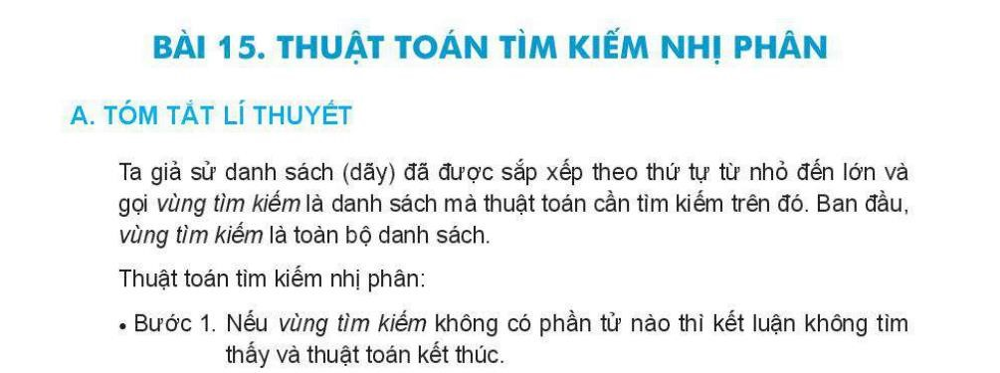 BÀI 15. THUẬT TOÁN TÌM KIẾM NHỊ PHÂN
A. TÓM TẮT LÍ THUYẾT
Ta giả sử danh sách (dãy) đã được sắp xếp theo thứ tự từ nhỏ đến lớn và
gọi vùng tìm kiếm là danh sách mà thuật toán cần tìm kiếm trên đó. Ban đầu,
vùng tìm kiếm là toàn bộ danh sách.
Thuật toán tìm kiếm nhị phân:
• Bước 1. Nếu vùng tìm kiếm không có phần tử nào thì kết luận không tìm
thấy và thuật toán kết thúc.